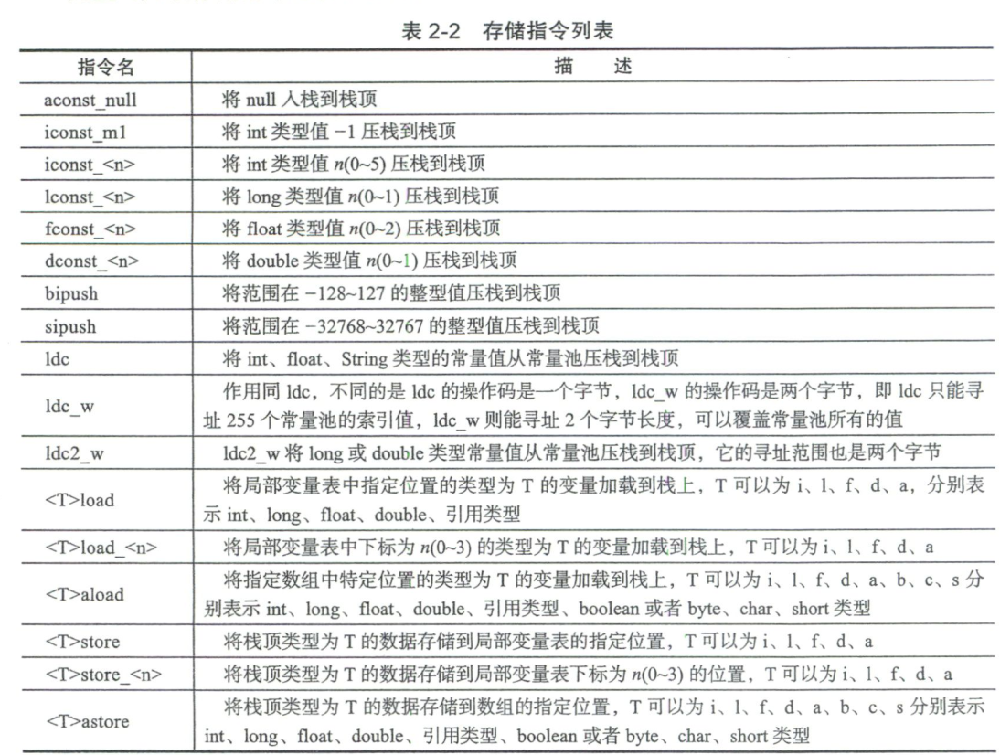 表 2-2 存储指令列表
指令名 描 述
aconst_null 将 null 入栈到栈顶
iconst_m1 将 int 类型值 −1 压栈到栈顶
iconst_<n> 将 int 类型值 n(0~5) 压栈到栈顶
lconst_<n> 将 long 类型值 n(0~1) 压栈到栈顶
fconst_<n> 将 float 类型值 n(0~2) 压栈到栈顶
dconst_<n> 将 double 类型值 n(0~1) 压栈到栈顶
bipush 将范围在 −128~127 的整型值压栈到栈顶
sipush 将范围在 −32768~32767 的整型值压栈到栈顶
ldc 将 int、float、String 类型的常量值从常量池压栈到栈顶
ldc_w 作用同 ldc，不同的是 ldc 的操作码是一个字节，ldc_w 的操作码是两个字节，即 ldc 只能寻
址 255 个常量池的索引值，ldc_w 则能寻址 2 个字节长度，可以覆盖常量池所有的值
ldc2_w ldc2_w 将 long 或 double 类型常量值从常量池压栈到栈顶，它的寻址范围也是两个字节
<T>load 将局部变量表中指定位置的类型为 T 的变量加载到栈上，T 可以为 i、l、f、d、a，分别表
示 int、long、float、double、引用类型
<T>load_<n> 将局部变量表中下标为 n(0~3) 的类型为 T 的变量加载到栈上，T 可以为 i、l、f、d、a
<T>aload 将指定数组中特定位置的类型为 T 的变量加载到栈上，T 可以为 i、l、f、d、a、b、c、s 分
别表示 int、long、float、double、引用类型、boolean 或者 byte、char、short 类型
<T>store 将栈顶类型为 T 的数据存储到局部变量表的指定位置，T 可以为 i、l、f、d、a
<T>store_<n> 将栈顶类型为 T 的数据存储到局部变量表下标为 n(0~3) 的位置，T 可以为 i、l、f、d、a
<T>astore 将栈顶类型为 T 的数据存储到数组的指定位置，T 可以为 i、l、f、d、a、b、c、s 分别表示
int、long、float、double、引用类型、boolean 或者 byte、char、short 类型